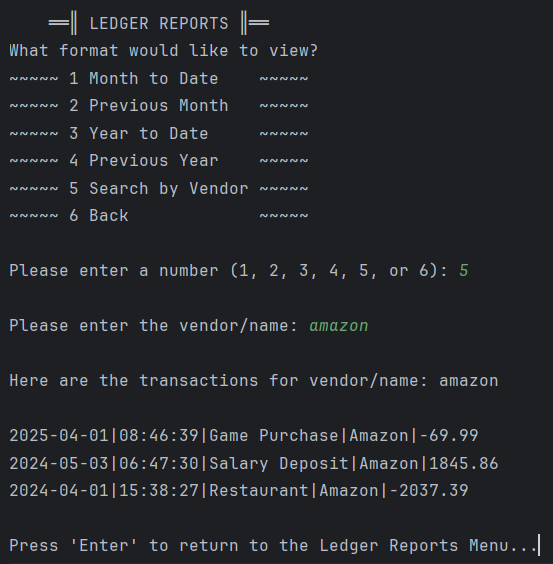 ══╣ LEDGER REPORTS ╠══
What format would like to view?
~~~~~ 1 Month to Date    ~~~~~
~~~~~ 2 Previous Month   ~~~~~
~~~~~ 3 Year to Date     ~~~~~
~~~~~ 4 Previous Year    ~~~~~
~~~~~ 5 Search by Vendor ~~~~~
~~~~~ 6 Back             ~~~~~
Please enter a number (1, 2, 3, 4, 5, or 6): 5
Please enter the vendor/name: amazon
Here are the transactions for vendor/name: amazon
2025-04-01|08:46:39|Game Purchase|Amazon|-69.99
2024-05-03|06:47:30|Salary Deposit|Amazon|1845.86
2024-04-01|15:38:27|Restaurant|Amazon|-2037.39
Press 'Enter' to return to the Ledger Reports Menu...